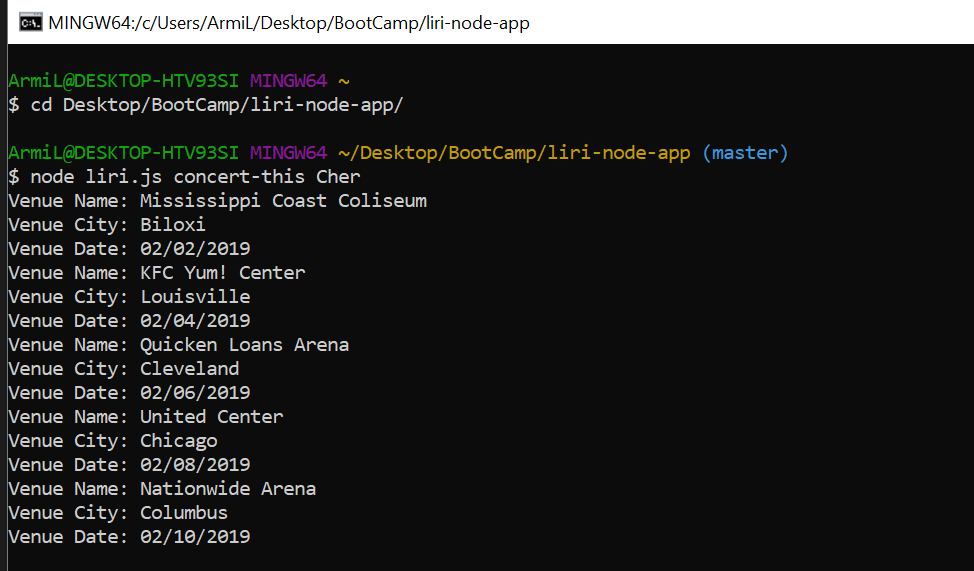 MINGW64:/c/Users/ArmiL/Desktop/BootCamp/liri-node-app
ArmiL@DESKTOP-HTV93SI MINGW64 ~
$ cd Desktop/BootCamp/liri-node-app/
ArmiL@DESKTOP-HTV93SI MINGW64 ~/Desktop/BootCamp/liri-node-app (master)
$ node liri.js concert-this Cher
Venue Name: Mississippi Coast Coliseum
Venue City: Biloxi
Venue Date: 02/02/2019
Venue Name: KFC Yum! Center
Venue City: Louisville
Venue Date: 02/04/2019
Venue Name: Quicken Loans Arena
Venue City: Cleveland
Venue Date: 02/06/2019
Venue Name: United Center
Venue City: Chicago
Venue Date: 02/08/2019
Venue Name: Nationwide Arena
Venue City: Columbus
Venue Date: 02/10/2019